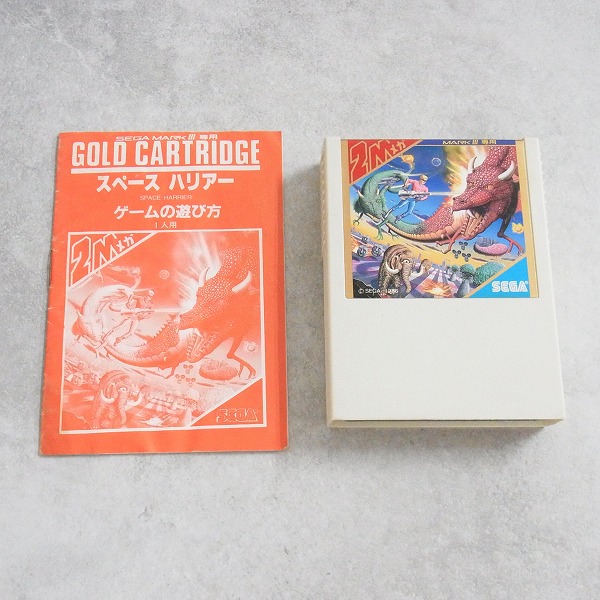 SEGA MARK III 専用
GOLD CARTRIDGE
スペース ハリアー
SPACE HARRIER
ゲームの遊び方
1人用
2Mメガ
SEGA
MARK III 専用
2Mメガ
© SEGA 1986
SEGA